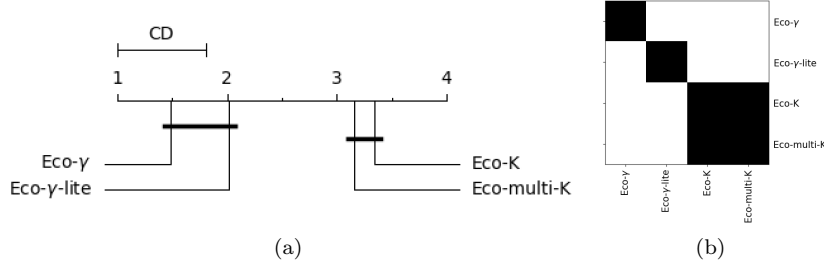 CD
1 2 3 4
Eco-γ
Eco-γ-lite
Eco-K
Eco-multi-K
(a)
Eco-γ
Eco-γ-lite
Eco-K
Eco-multi-K
Eco-γ
Eco-γ-lite
Eco-K
Eco-multi-K
(b)